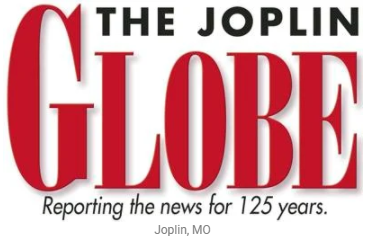 THE JOPLIN
GLOBE
Reporting the news for 125 years.
Joplin, MO